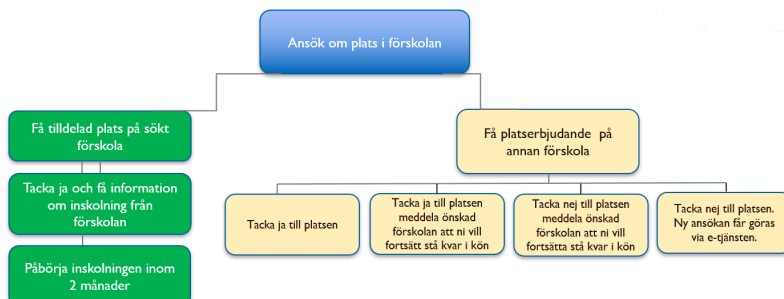 Ansök om plats i förskolan
Få tilldelad plats på sökt
förskola
Få platserbjudande på
annan förskola
Tacka ja och få information
om inskolning från
förskolan
Tacka ja till platsen
Tacka ja till platsen
meddela önskad
förskolan att ni vill
fortsätt stå kvar i kön
Tacka nej till platsen
meddela önskad
förskolan att ni vill
fortsätta stå kvar i kön
Tacka nej till platsen.
Ny ansökan får göras
via e-tjänsten.
Påbörja inskolningen inom
2 månader